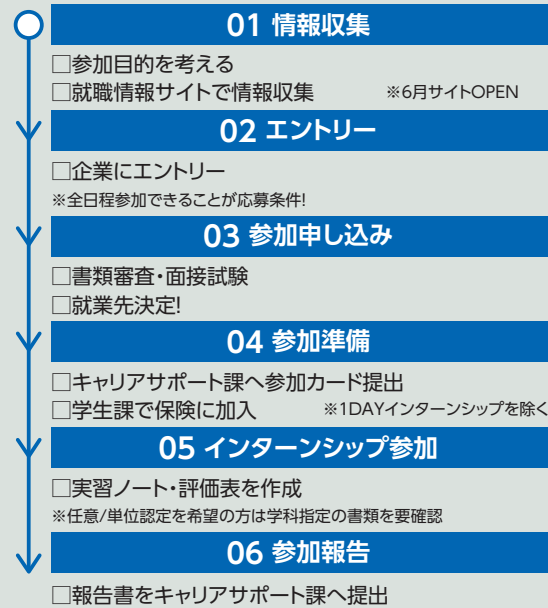 01 情報収集
□参加目的を考える
□就職情報サイトで情報収集 ※6月サイトOPEN
02 エントリー
□企業にエントリー
※全日程参加できることが応募条件!
03 参加申し込み
□書類審査・面接試験
□就業先決定!
04 参加準備
□キャリアサポート課へ参加カード提出
□学生課で保険に加入 ※1DAYインターンシップを除く
05 インターンシップ参加
□実習ノート・評価表を作成
※任意/単位認定を希望の方は学科指定の書類を要確認
06 参加報告
□報告書をキャリアサポート課へ提出